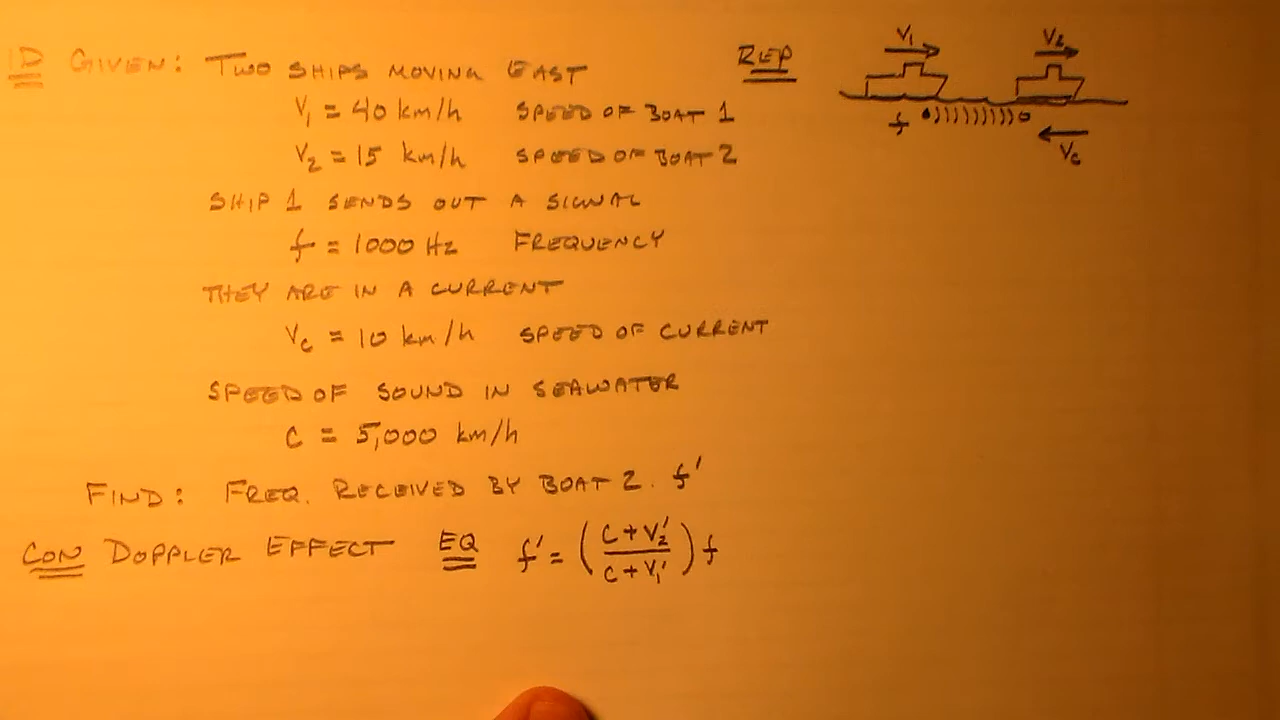 ID GIVEN: TWO SHIPS MOVING EAST
V₁ = 40 km/h SPEED OF BOAT 1
V₂ = 15 km/h SPEED OF BOAT 2
SHIP 1 SENDS OUT A SIGNAL
f = 1000 Hz FREQUENCY
THEY ARE IN A CURRENT
Vc = 10 km/h SPEED OF CURRENT
SPEED OF SOUND IN SEAWATER
C = 5,000 km/h
FIND: FREQ. RECEIVED BY BOAT 2. f'
CON DOPPLER EFFECT EQ f' = ((C + V₂') / (C + V₁')) f
REP
V₁ V₂
f
Vc